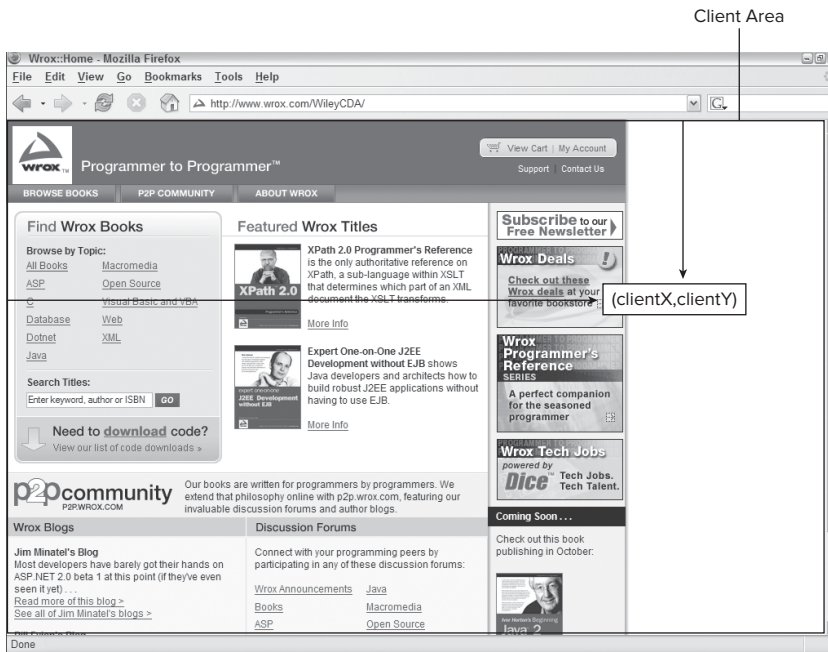 Client Area
Wrox::Home - Mozilla Firefox
File Edit View Go Bookmarks Tools Help
http://www.wrox.com/WileyCDA/
G
wrox™
Programmer to Programmer™
View Cart | My Account
Support Contact Us
BROWSE BOOKS P2P COMMUNITY ABOUT WROX
Find Wrox Books
Browse by Topic:
All Books Macromedia
ASP Open Source
C Visual Basic and VBA
Database Web
Dotnet XML
Java
Search Titles:
Enter keyword, author or ISBN GO
Need to download code?
View our list of code downloads »
Featured Wrox Titles
XPath 2.0
XPath 2.0 Programmer's Reference
is the only authoritative reference on
XPath, a sub-language within XSLT
that determines which part of an XML
document the XSLT transforms.
More Info
expert one-on-one
J2EE Development
without EJB
Expert One-on-One J2EE
Development without EJB shows
Java developers and architects how to
build robust J2EE applications without
having to use EJB.
More Info
Subscribe to our
Free Newsletter
Wrox Deals
Check out these
Wrox deals at your
favorite bookstore
(clientX,clientY)
Wrox
Programmer's
Reference
SERIES
A perfect companion
for the seasoned
programmer
Wrox Tech Jobs
powered by
Dice™ Tech Jobs.
Tech Talent.
p2pcommunity
P2P.WROX.COM
Our books are written for programmers by programmers. We
extend that philosophy online with p2p.wrox.com, featuring our
invaluable discussion forums and author blogs.
Wrox Blogs
Jim Minatel's Blog
Most developers have barely got their hands on
ASP.NET 2.0 beta 1 at this point (if they've even
seen it yet) . . .
Read more of this blog >
See all of Jim Minatel's blogs >
Discussion Forums
Connect with your programming peers by
participating in any of these discussion forums:
Wrox Announcements Java
Books Macromedia
ASP Open Source
Coming Soon . . .
Check out this book
publishing in October:
Ivor Horton's Beginning
Java 2
Done